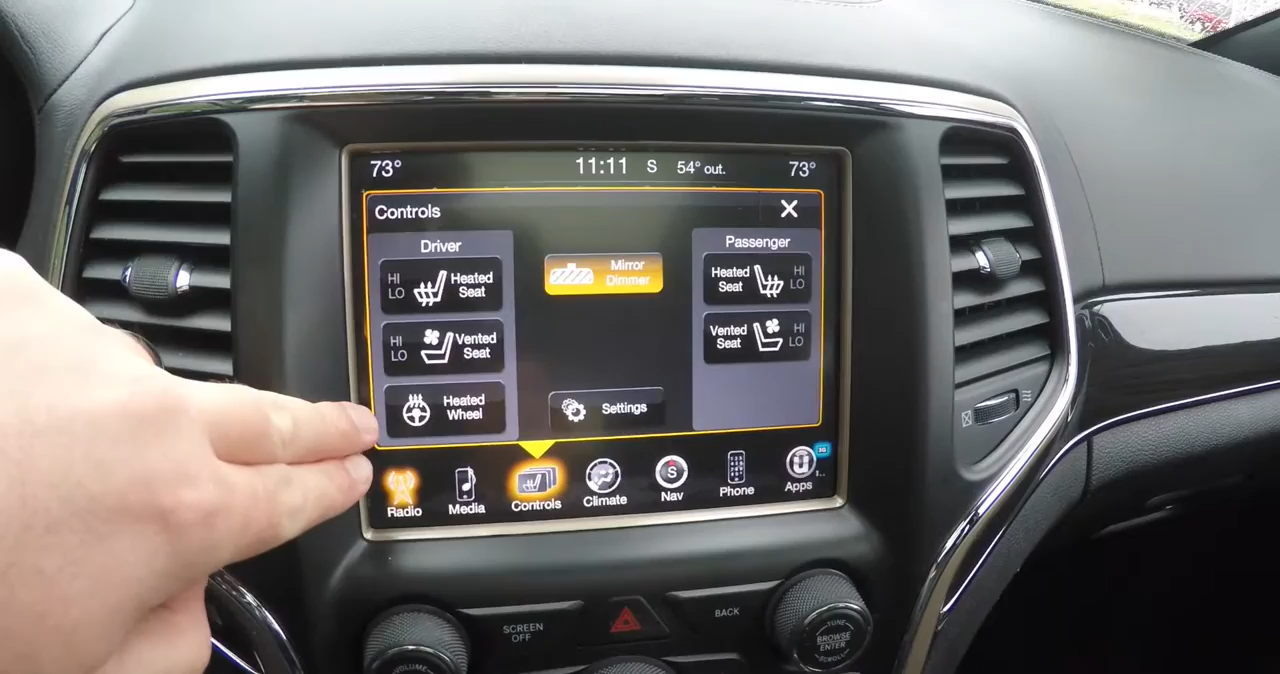 73° 11:11 S 54° out. 73°
Controls X
Driver
HI
LO
Heated
Seat
HI
LO
Vented
Seat
Heated
Wheel
Mirror
Dimmer
Settings
Passenger
Heated
Seat
HI
LO
Vented
Seat
HI
LO
Radio Media Controls Climate S Nav Phone Apps 3G
SCREEN
OFF
BACK
VOLUME
TUNE
BROWSE
ENTER
SCROLL